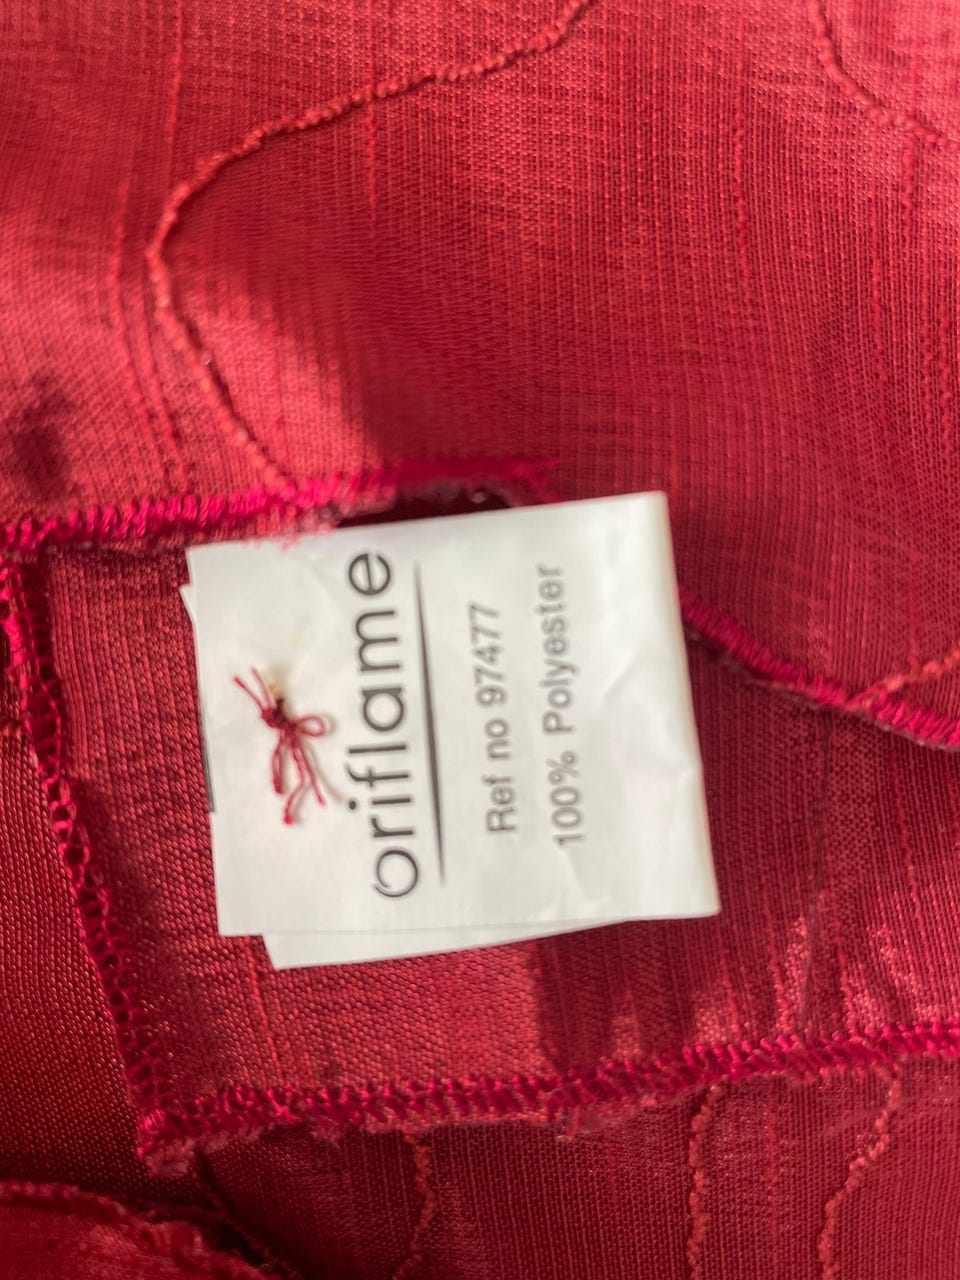 oriflame
Ref no 97477
100% Polyester